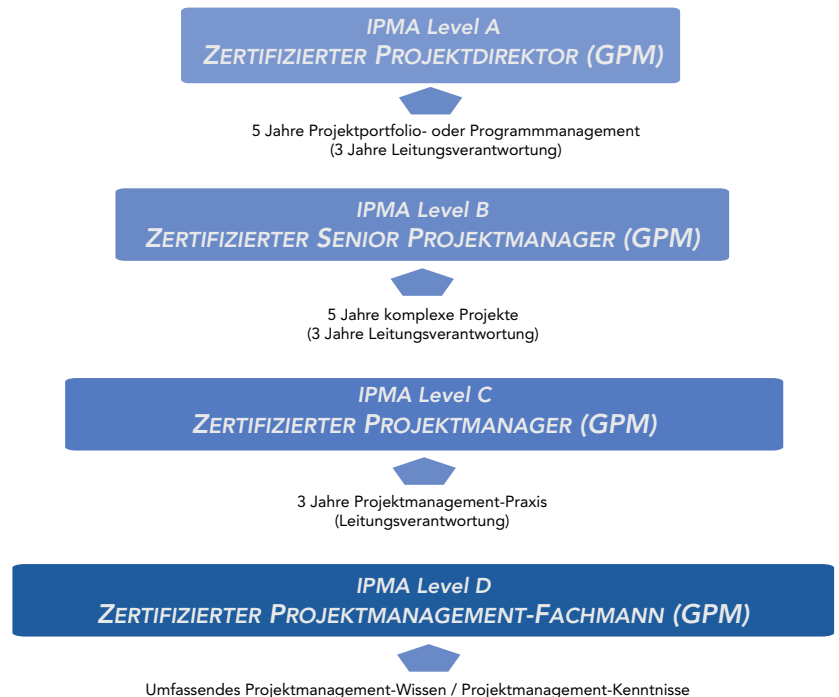 IPMA Level A
ZERTIFIZIERTER PROJEKTDIREKTOR (GPM)
5 Jahre Projektportfolio- oder Programmmanagement
(3 Jahre Leitungsverantwortung)
IPMA Level B
ZERTIFIZIERTER SENIOR PROJEKTMANAGER (GPM)
5 Jahre komplexe Projekte
(3 Jahre Leitungsverantwortung)
IPMA Level C
ZERTIFIZIERTER PROJEKTMANAGER (GPM)
3 Jahre Projektmanagement-Praxis
(Leitungsverantwortung)
IPMA Level D
ZERTIFIZIERTER PROJEKTMANAGEMENT-FACHMANN (GPM)
Umfassendes Projektmanagement-Wissen / Projektmanagement-Kenntnisse